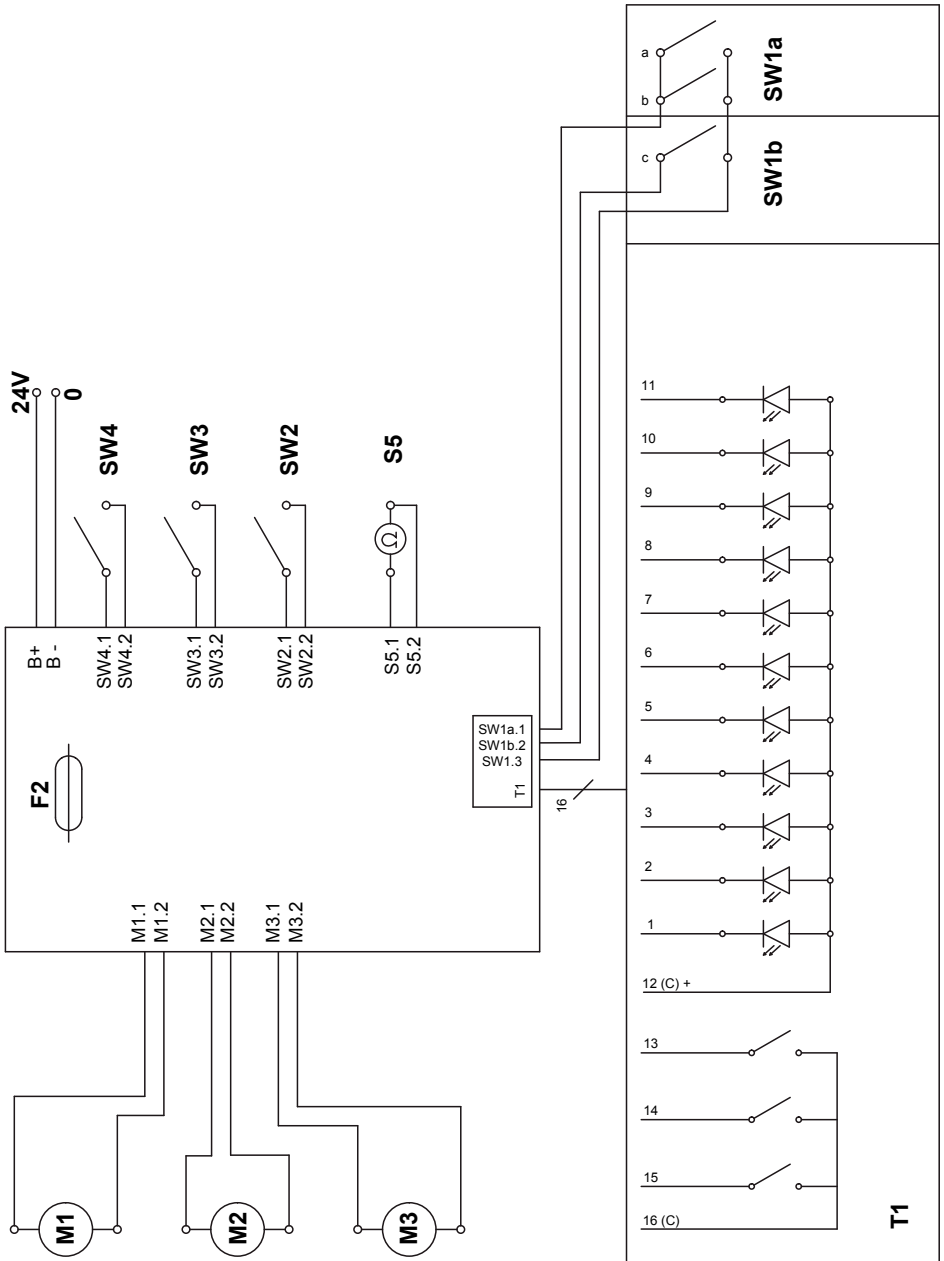 a
b
SW1a
c
SW1b
24V
0
SW4
SW3
SW2
S5
Ω
B+
B -
SW4.1
SW4.2
SW3.1
SW3.2
SW2.1
SW2.2
S5.1
S5.2
F2
SW1a.1
SW1b.2
SW1.3
T1
16
M1.1
M1.2
M2.1
M2.2
M3.1
M3.2
M1
M2
M3
11
10
9
8
7
6
5
4
3
2
1
12 (C) +
13
14
15
16 (C)
T1